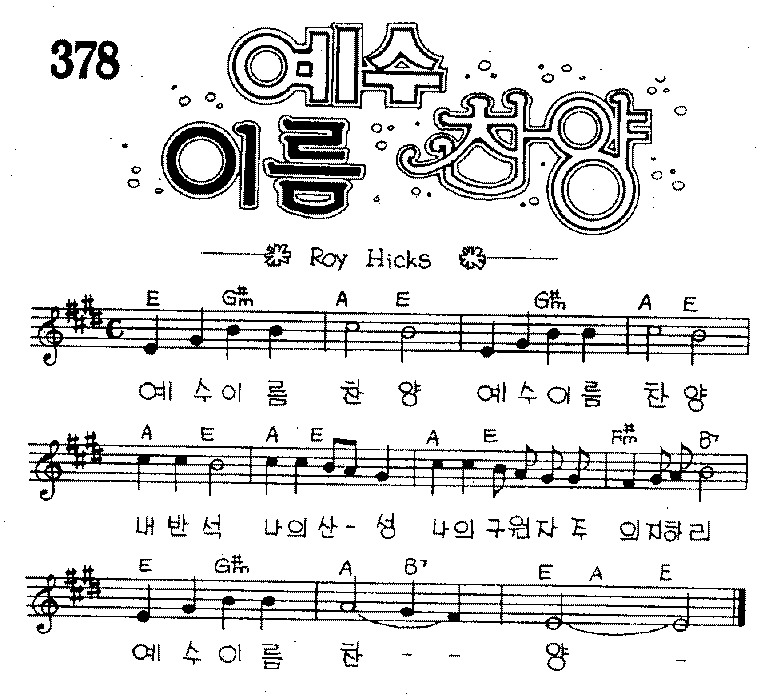 378
예수
이름 찬양
Roy Hicks
E G#m A E G#m A E
예 수 이 름 찬 양 예 수 이 름 찬 양
A E A E A E F#m B7
내 반 석 나의 산 - 성 나의 구원자 주 의지하리
E G#m A B7 E A E
예 수 이 름 찬 - - 양 -